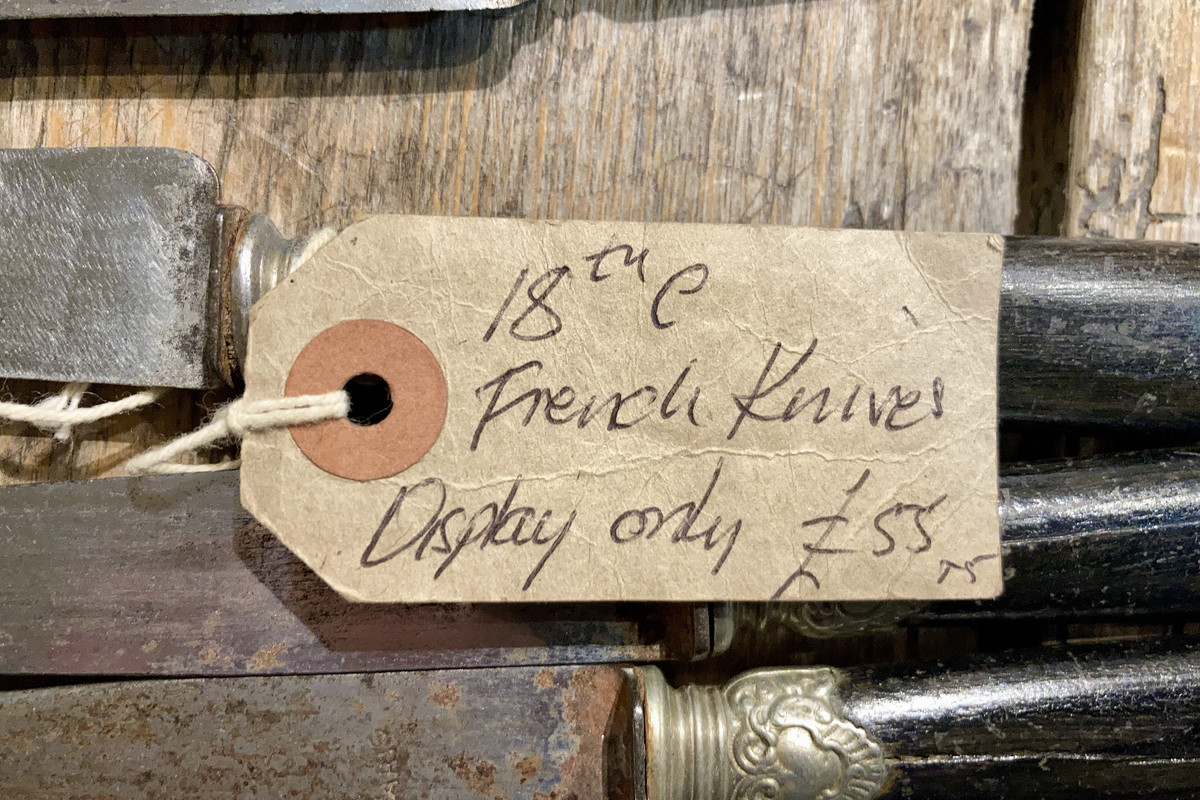 18th C
French Knives
Display only £55